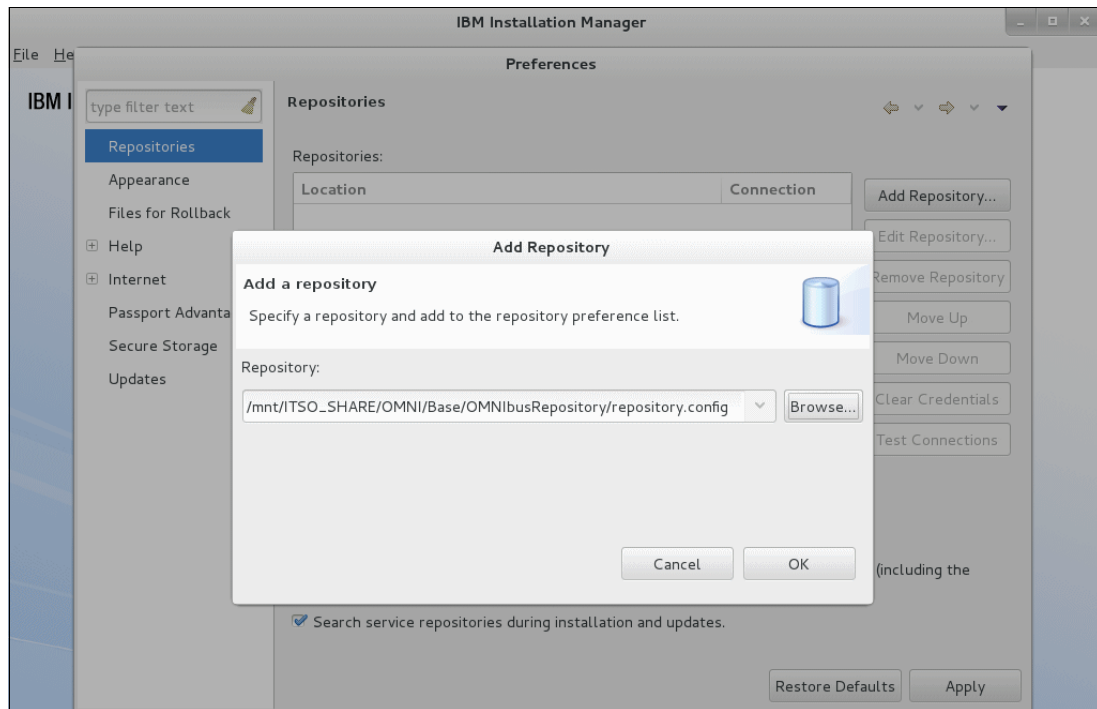 IBM Installation Manager
File He
Preferences
IBM I
type filter text
Repositories
Appearance
Files for Rollback
Help
Internet
Passport Advanta
Secure Storage
Updates
Repositories
Repositories:
Location Connection
Add Repository...
Edit Repository...
Remove Repository
Move Up
Move Down
Clear Credentials
Test Connections
Add Repository
Add a repository
Specify a repository and add to the repository preference list.
Repository:
/mnt/ITSO_SHARE/OMNI/Base/OMNIbusRepository/repository.config
Browse...
Cancel OK
(including the
Search service repositories during installation and updates.
Restore Defaults Apply